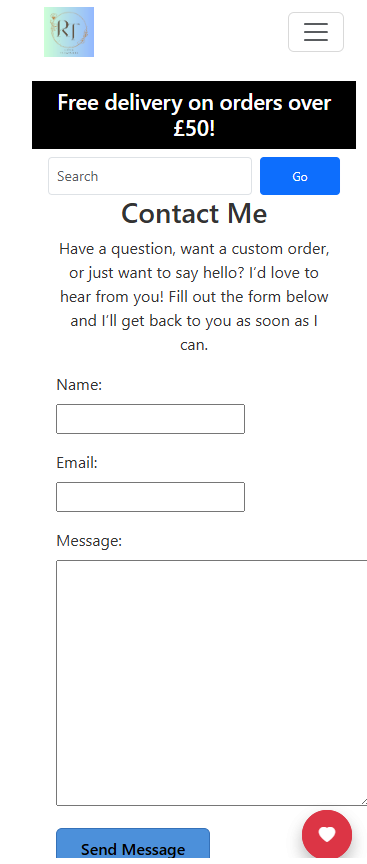 RT
Free delivery on orders over
£50!
Search
Go
Contact Me
Have a question, want a custom order,
or just want to say hello? I’d love to
hear from you! Fill out the form below
and I’ll get back to you as soon as I
can.
Name:
Email:
Message:
Send Message